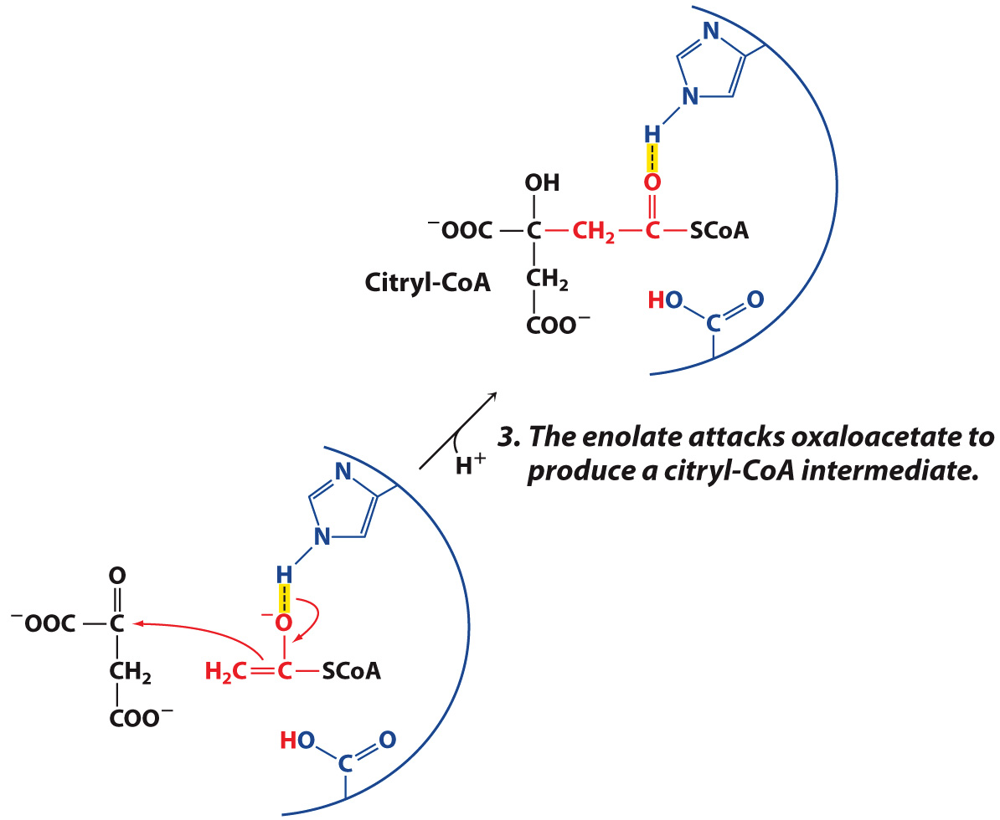 N
N
H
OH
O
⁻OOC
C
CH₂
C
SCoA
Citryl-CoA
CH₂
HO
O
C
COO⁻
3. The enolate attacks oxaloacetate to
produce a citryl-CoA intermediate.
H⁺
N
N
H
O
⁻OOC
C
⁻O
CH₂
H₂C
C
SCoA
COO⁻
HO
O
C